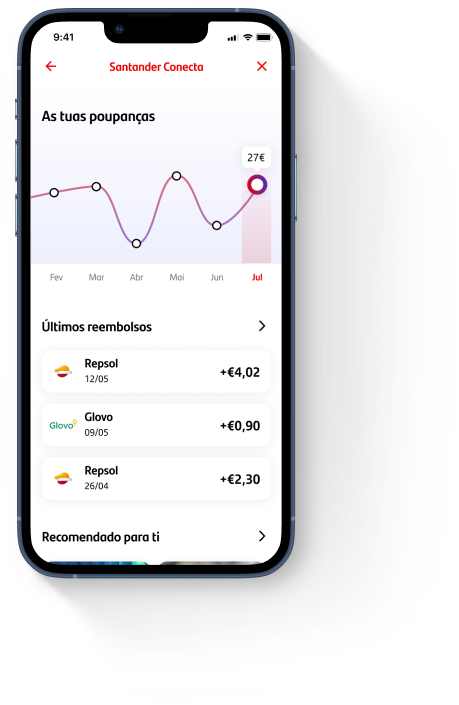 9:41
Santander Conecta
As tuas poupanças
27€
Fev Mar Abr Mai Jun Jul
Últimos reembolsos
Repsol
12/05
+€4,02
Glovo
Glovo
09/05
+€0,90
Repsol
26/04
+€2,30
Recomendado para ti